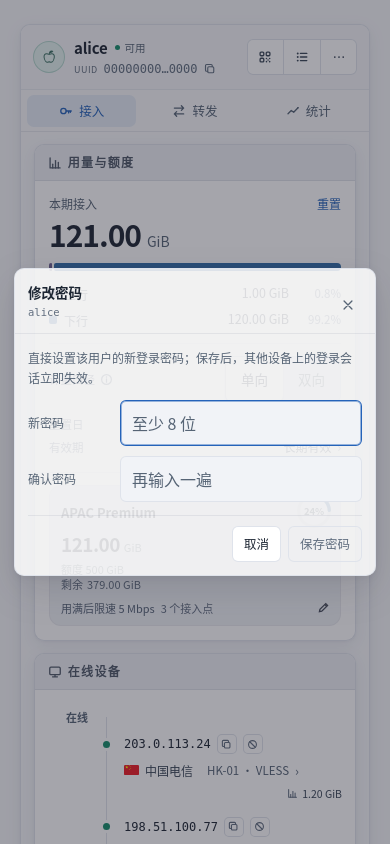 alice 可用
UUID 00000000…0000
接入 转发 统计
用量与额度
本期接入 重置
121.00 GiB
行 1.00 GiB 0.8%
下行 120.00 GiB 99.2%
修改密码
alice
直接设置该用户的新登录密码；保存后，其他设备上的登录会
话立即失效。
单向 双向
新密码 至少 8 位
有效期 长期有效
确认密码 再输入一遍
APAC Premium 24%
121.00 GiB
取消 保存密码
额度 500 GiB
剩余 379.00 GiB
用满后限速 5 Mbps 3 个接入点
在线设备
在线
203.0.113.24
中国电信 HK-01 · VLESS ›
1.20 GiB
198.51.100.77